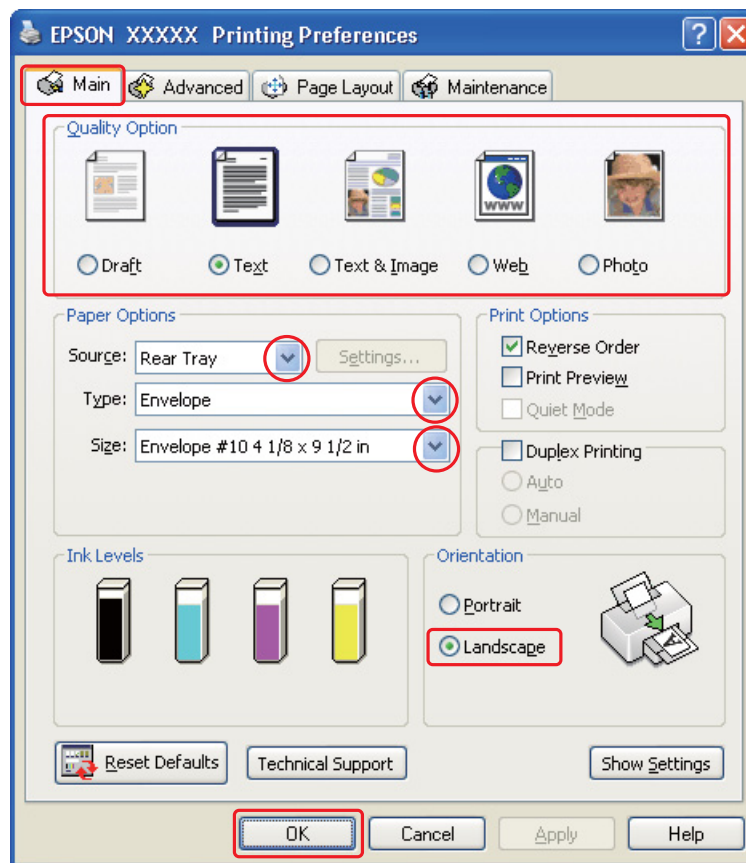 EPSON XXXXX Printing Preferences
Main Advanced Page Layout Maintenance
Quality Option
WWW
Draft Text Text & Image Web Photo
Paper Options
Source: Rear Tray Settings...
Type: Envelope
Size: Envelope #10 4 1/8 x 9 1/2 in
Print Options
Reverse Order
Print Preview
Quiet Mode
Duplex Printing
Auto
Manual
Ink Levels
Orientation
Portrait
Landscape
A
Reset Defaults Technical Support Show Settings
OK Cancel Apply Help